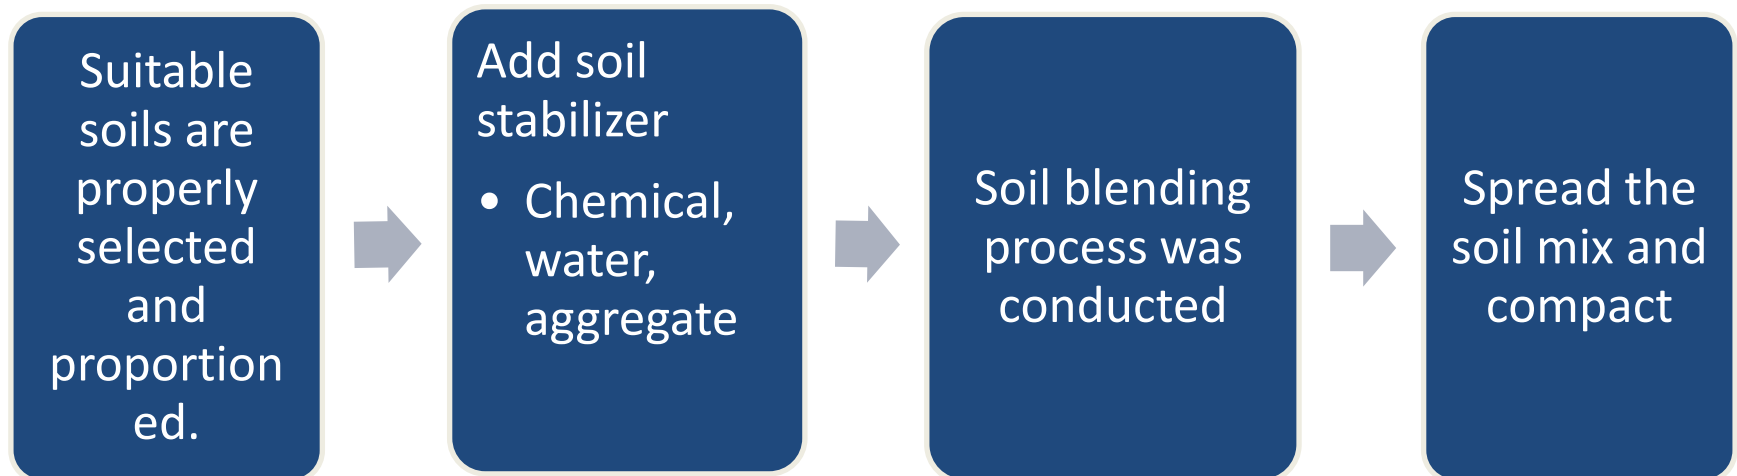 Suitable
soils are
properly
selected
and
proportion
ed.
Add soil
stabilizer
• Chemical,
water,
aggregate
Soil blending
process was
conducted
Spread the
soil mix and
compact